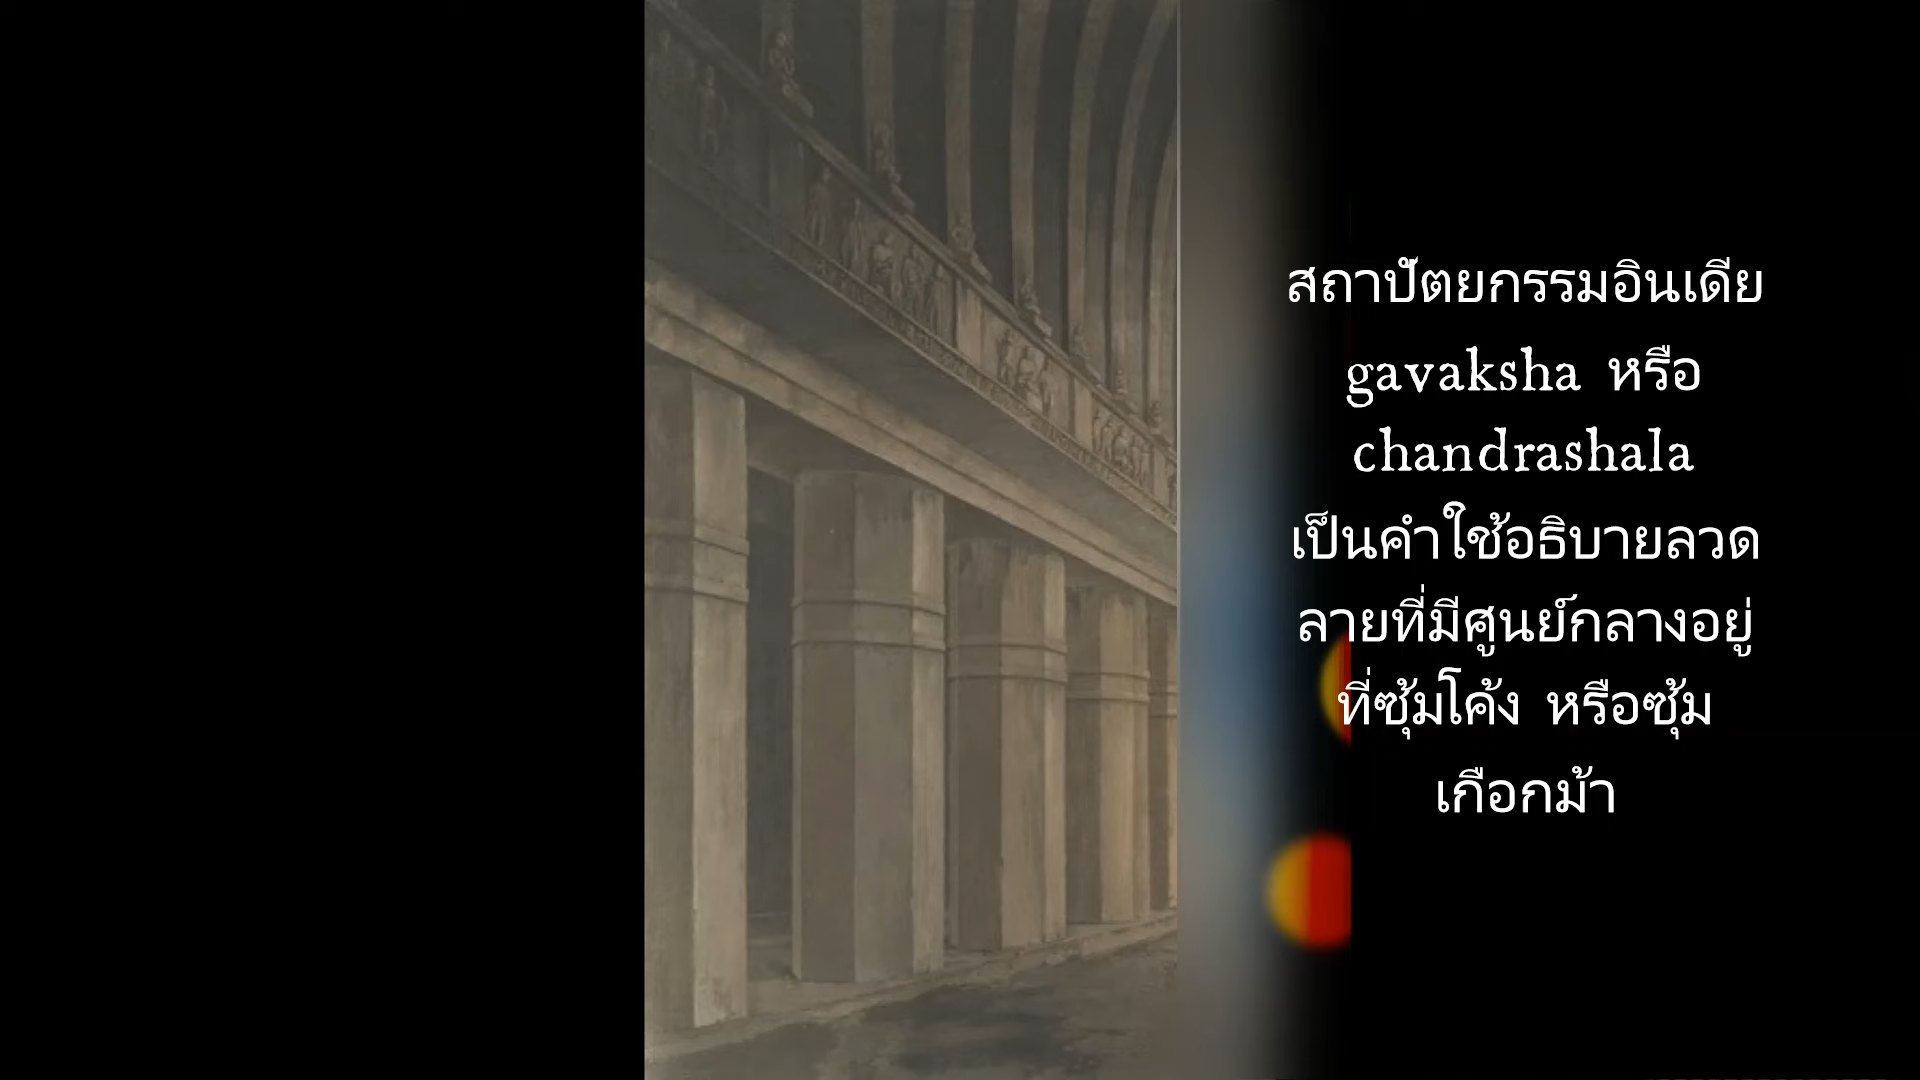 สถาปัตยกรรมอินเดีย
gavaksha หรือ
chandrashala
เป็นคำใช้อธิบายลวด
ลายที่มีศูนย์กลางอยู่
ที่ซุ้มโค้ง หรือซุ้ม
เกือกม้า